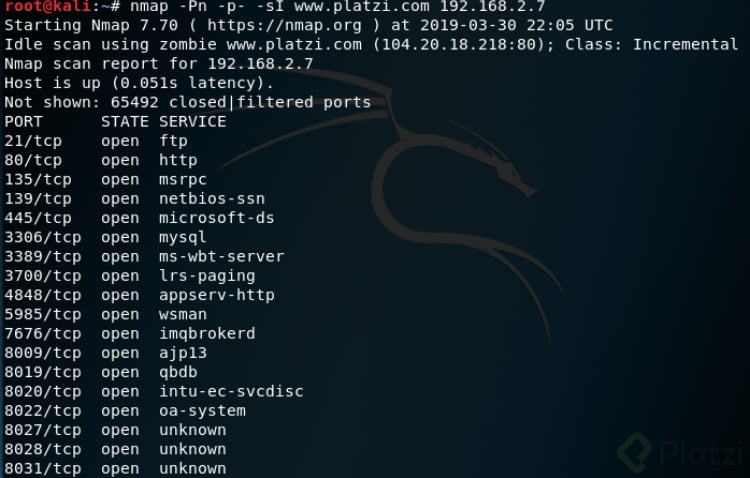 root@kali:~# nmap -Pn -p- -sI www.platzi.com 192.168.2.7
Starting Nmap 7.70 ( https://nmap.org ) at 2019-03-30 22:05 UTC
Idle scan using zombie www.platzi.com (104.20.18.218:80); Class: Incremental
Nmap scan report for 192.168.2.7
Host is up (0.051s latency).
Not shown: 65492 closed|filtered ports
PORT     STATE SERVICE
21/tcp   open  ftp
80/tcp   open  http
135/tcp  open  msrpc
139/tcp  open  netbios-ssn
445/tcp  open  microsoft-ds
3306/tcp open  mysql
3389/tcp open  ms-wbt-server
3700/tcp open  lrs-paging
4848/tcp open  appserv-http
5985/tcp open  wsman
7676/tcp open  imqbrokerd
8009/tcp open  ajp13
8019/tcp open  qbdb
8020/tcp open  intu-ec-svcdisc
8022/tcp open  oa-system
8027/tcp open  unknown
8028/tcp open  unknown
8031/tcp open  unknown
Platzi